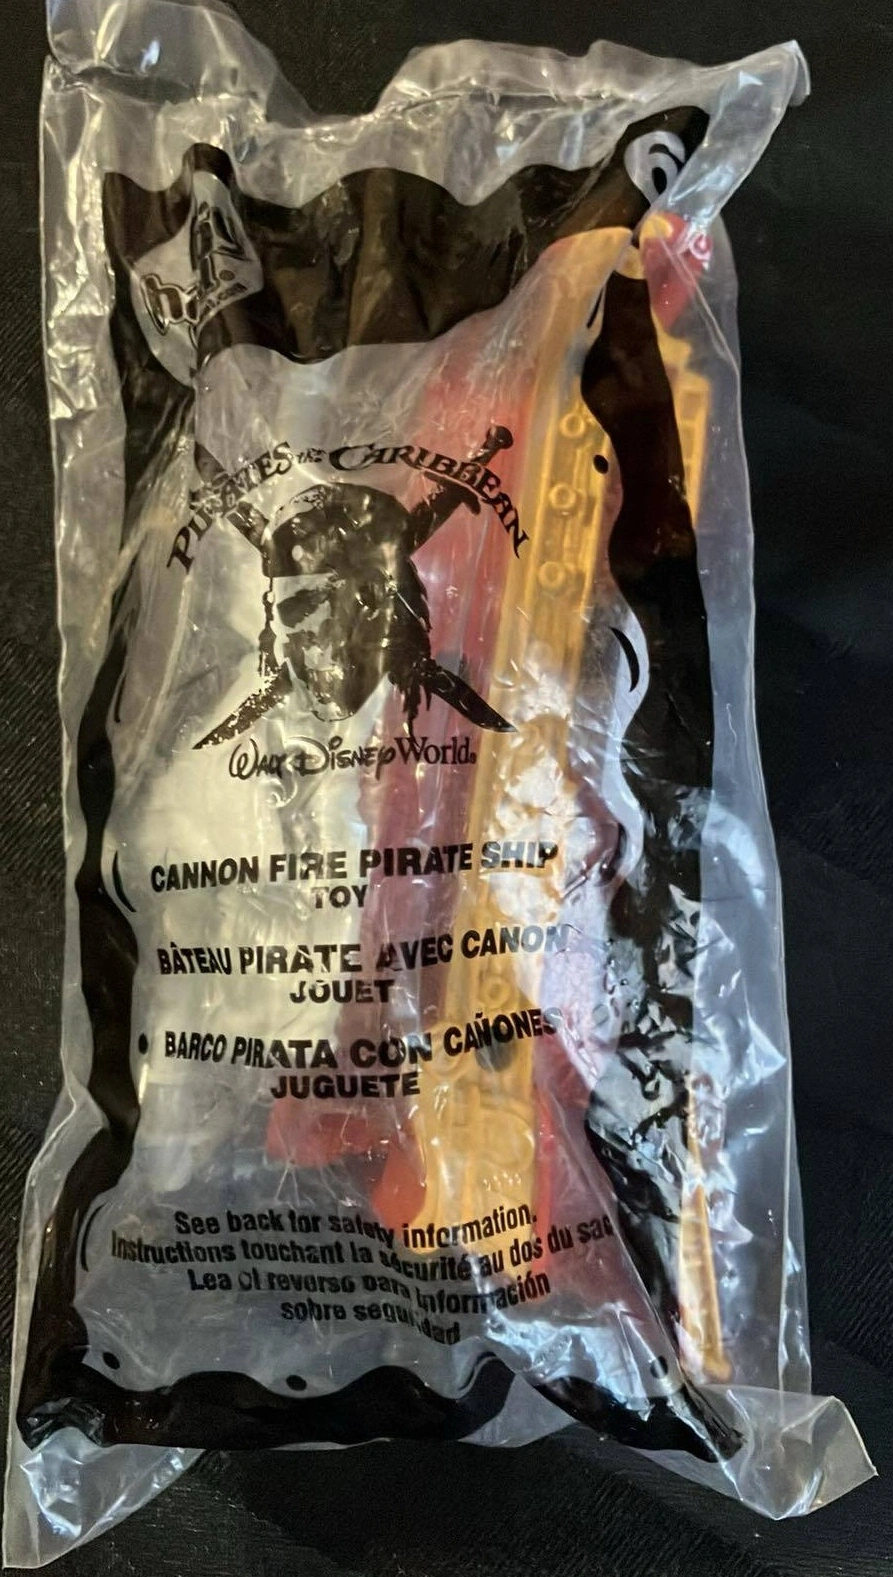 6
PIRATES OF THE CARIBBEAN
WALT DISNEY World®
CANNON FIRE PIRATE SHIP
TOY
BÂTEAU PIRATE AVEC CANON
JOUET
• BARCO PIRATA CON CAÑONES
JUGUETE
See back for safety information.
Instructions touchant la sécurité au dos du sac
Lea el reverso para información
sobre seguridad